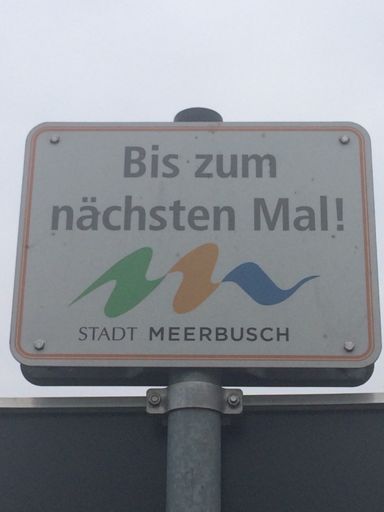 Bis zum
nächsten Mal!
STADT MEERBUSCH